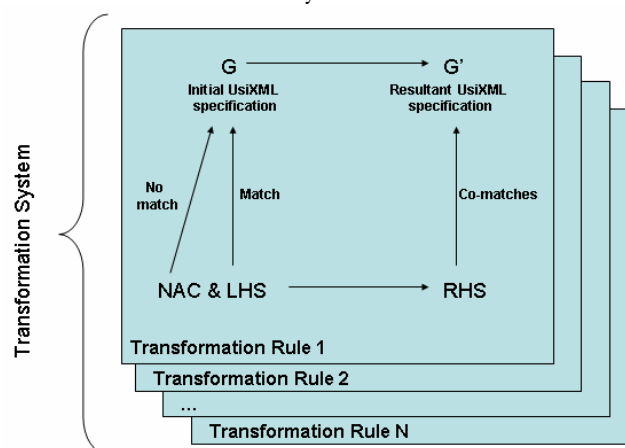 Transformation System
G
G'
Initial UsiXML
specification
Resultant UsiXML
specification
No
match
Match
Co-matches
NAC & LHS
RHS
Transformation Rule 1
Transformation Rule 2
...
Transformation Rule N